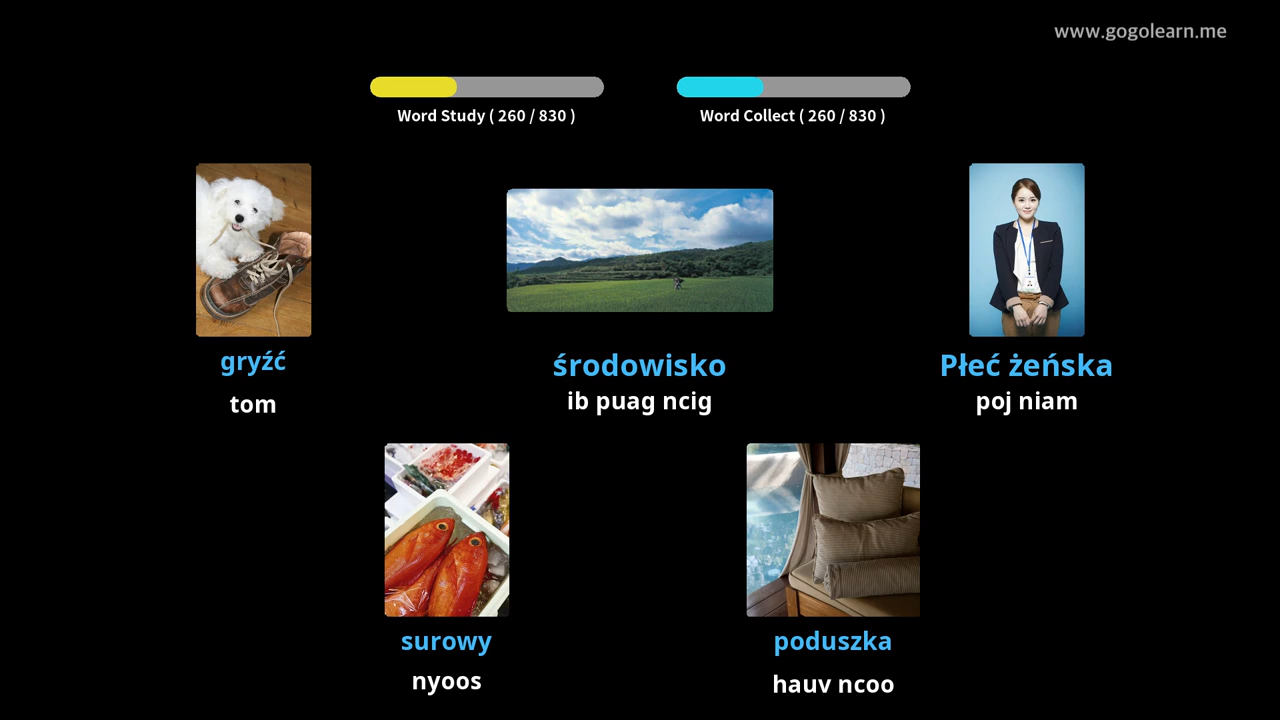 www.gogolearn.me
Word Study ( 260 / 830 )
Word Collect ( 260 / 830 )
gryźć
tom
środowisko
ib puag ncig
Płeć żeńska
poj niam
surowy
nyoos
poduszka
hauv ncoo